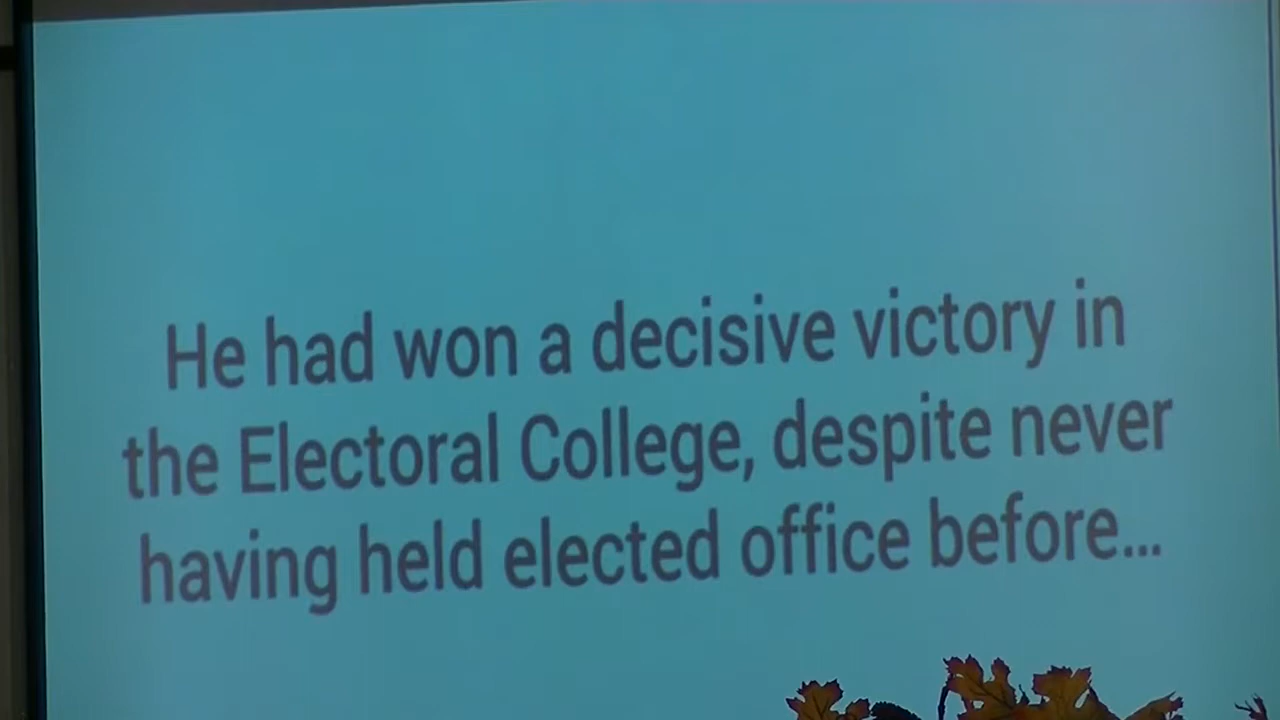 He had won a decisive victory in
the Electoral College, despite never
having held elected office before...